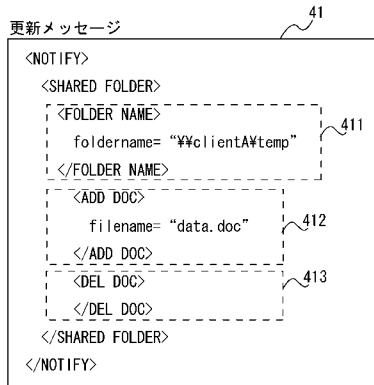 更新メッセージ
41
<NOTIFY>
<SHARED FOLDER>
<FOLDER NAME>
foldername= “¥¥clientA¥temp”
411
</FOLDER NAME>
<ADD DOC>
filename= “data.doc”
412
</ADD DOC>
<DEL DOC>
413
</DEL DOC>
</SHARED FOLDER>
</NOTIFY>